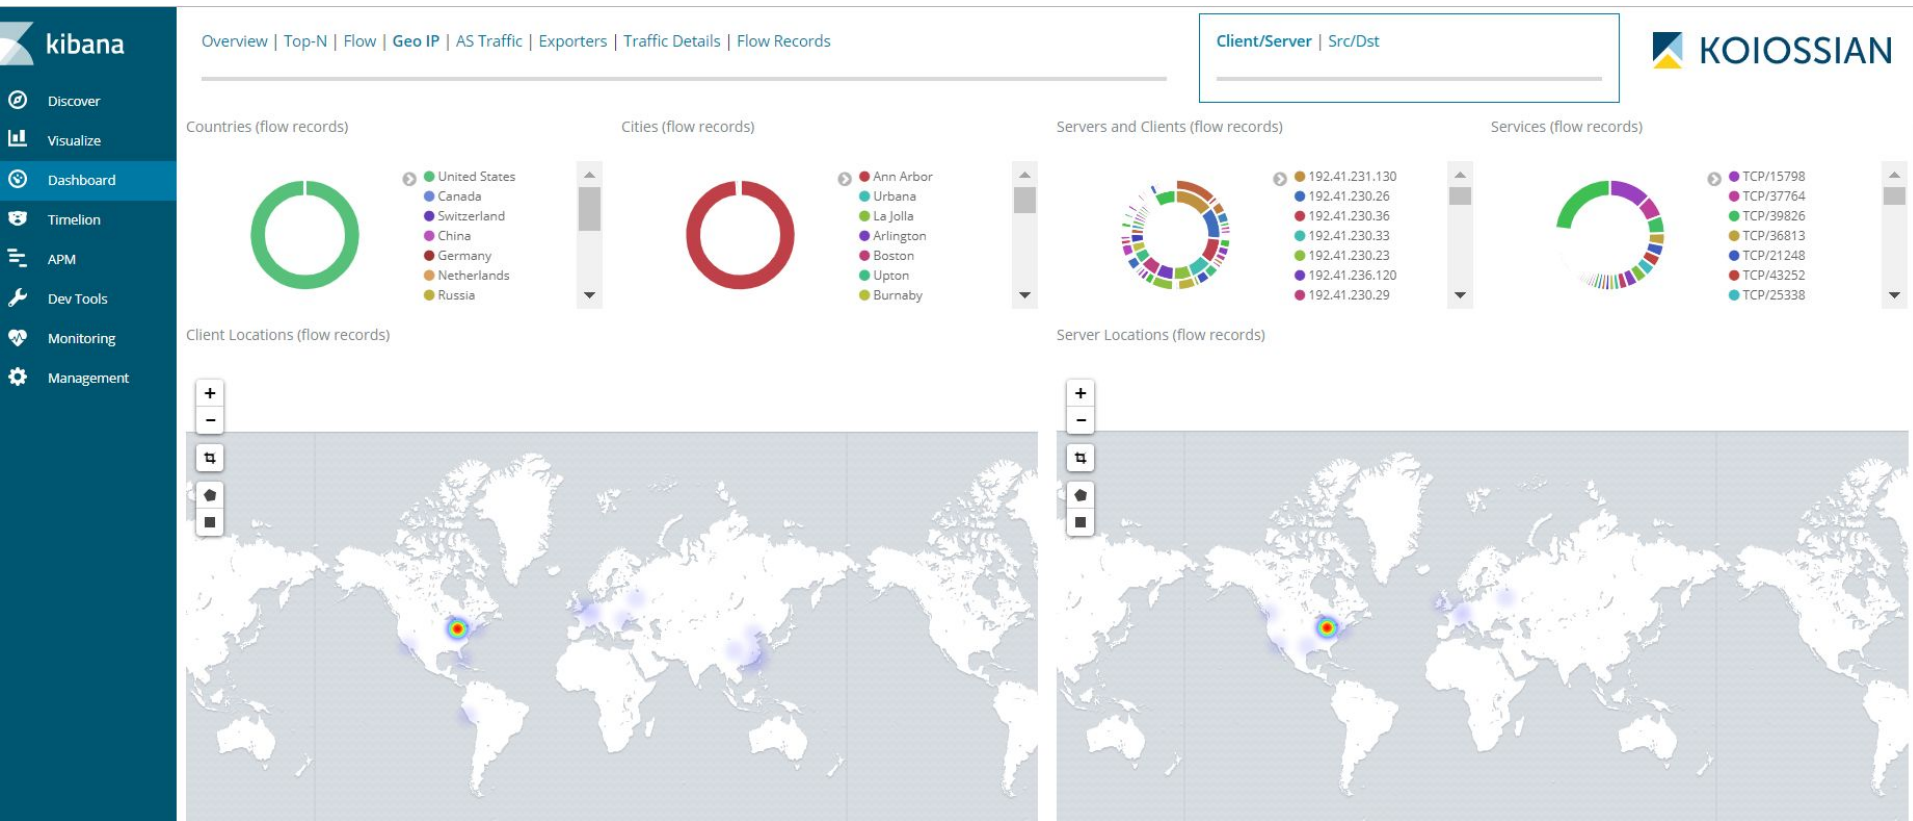 kibana
Discover
Visualize
Dashboard
Timelion
APM
Dev Tools
Monitoring
Management
Overview | Top-N | Flow | Geo IP | AS Traffic | Exporters | Traffic Details | Flow Records
Client/Server | Src/Dst
KOIOSSIAN
Countries (flow records)
United States
Canada
Switzerland
China
Germany
Netherlands
Russia
Cities (flow records)
Ann Arbor
Urbana
La Jolla
Arlington
Boston
Upton
Burnaby
Servers and Clients (flow records)
192.41.231.130
192.41.230.26
192.41.230.36
192.41.230.33
192.41.230.23
192.41.236.120
192.41.230.29
Services (flow records)
TCP/15798
TCP/37764
TCP/39826
TCP/36813
TCP/21248
TCP/43252
TCP/25338
Client Locations (flow records)
+
−
Server Locations (flow records)
+
−